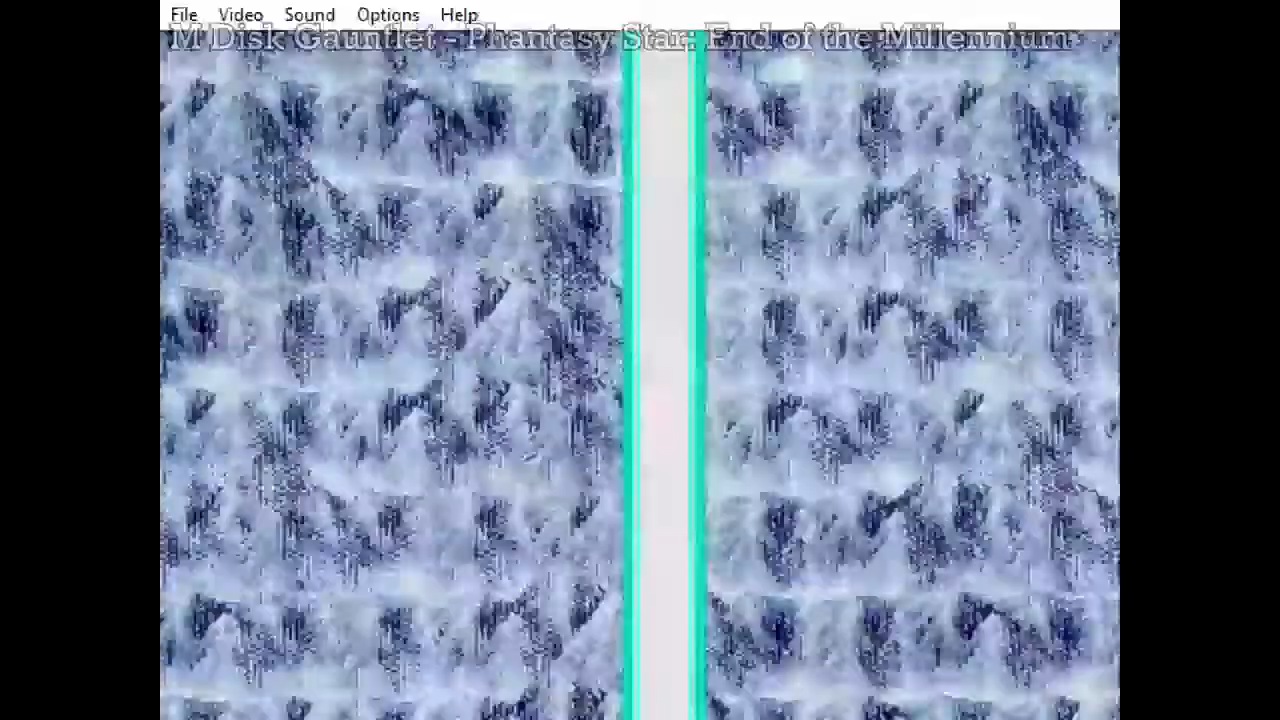 File Video Sound Options Help
M Disk Gauntlet - Phantasy Star: End of the Millennium